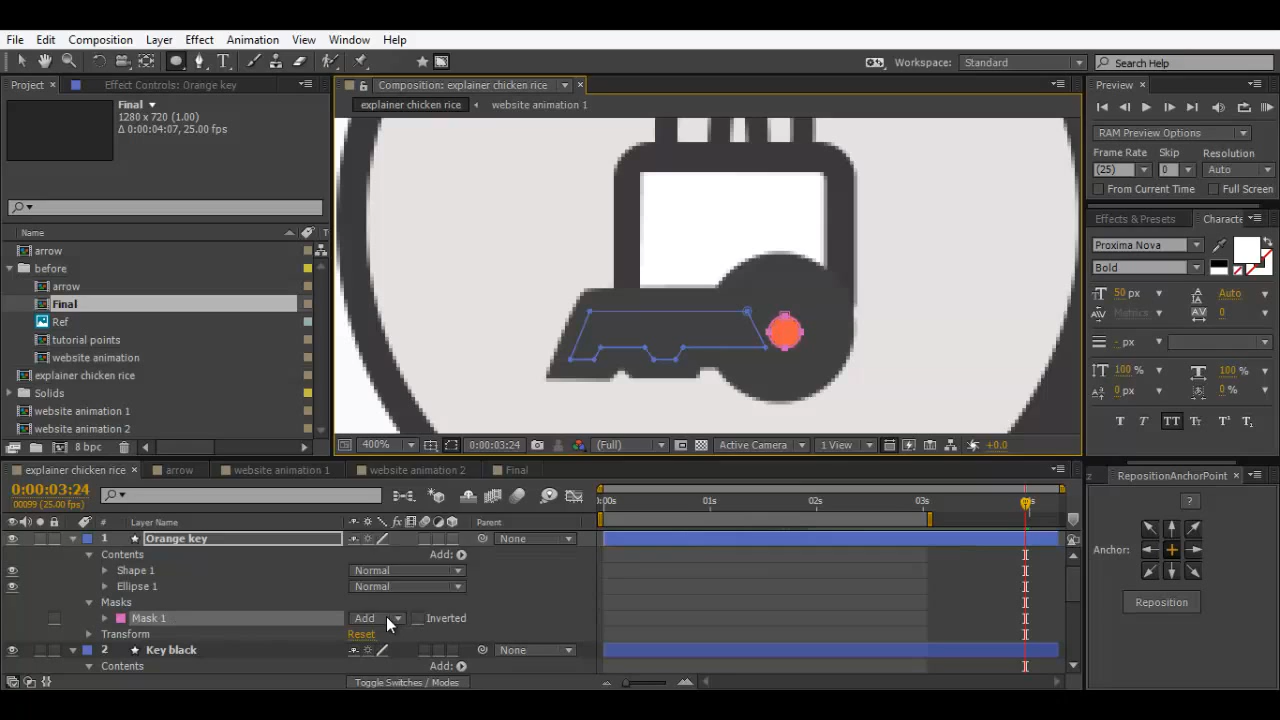 File Edit Composition Layer Effect Animation View Window Help
Workspace: Standard Search Help
Project Effect Controls: Orange key Composition: explainer chicken rice Preview
explainer chicken rice website animation 1
Final
1280 x 720 (1.00)
Δ 0:00:04:07, 25.00 fps
RAM Preview Options
Frame Rate Skip Resolution
(25) 0 Auto
From Current Time Full Screen
Effects & Presets Characte
Name T
arrow
before
arrow
Final
Ref
tutorial points
website animation
explainer chicken rice
Solids
website animation 1
website animation 2
8 bpc
Proxima Nova
Bold
50 px Auto
Metrics 0
- px
100 % 100 %
0 px 0 %
T T TT Tт T¹ T₁
400% 0:00:03:24 (Full) Active Camera 1 View +0.0
explainer chicken rice arrow website animation 1 website animation 2 Final
0:00:03:24
00099 (25.00 fps)
:00s 01s 02s 03s
# Layer Name fx Parent
1 Orange key None
Contents Add:
Shape 1 Normal
Ellipse 1 Normal
Masks
Mask 1 Add Inverted
Transform Reset
2 Key black None
Contents Add:
Toggle Switches / Modes
RepositionAnchorPoint
?
Anchor:
Reposition